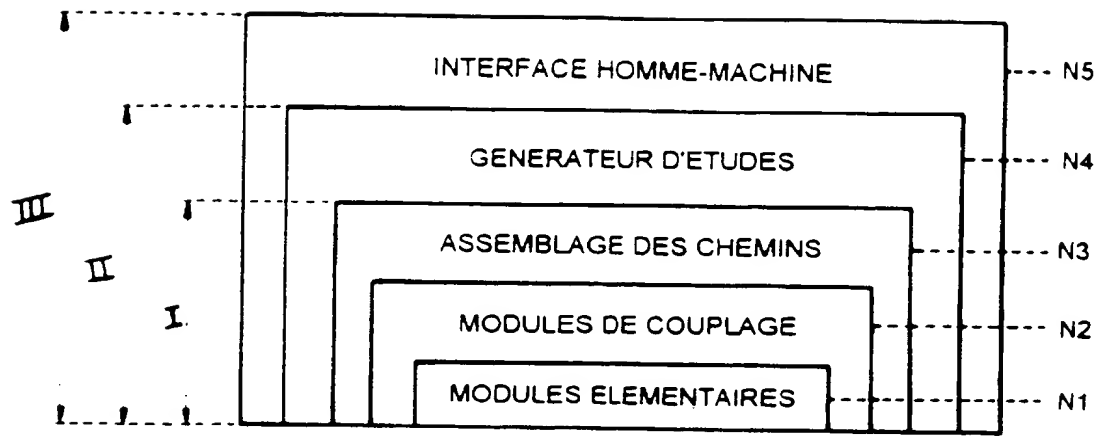 INTERFACE HOMME-MACHINE
N5
GENERATEUR D'ETUDES
N4
III
ASSEMBLAGE DES CHEMINS
N3
II
I
MODULES DE COUPLAGE
N2
MODULES ELEMENTAIRES
N1